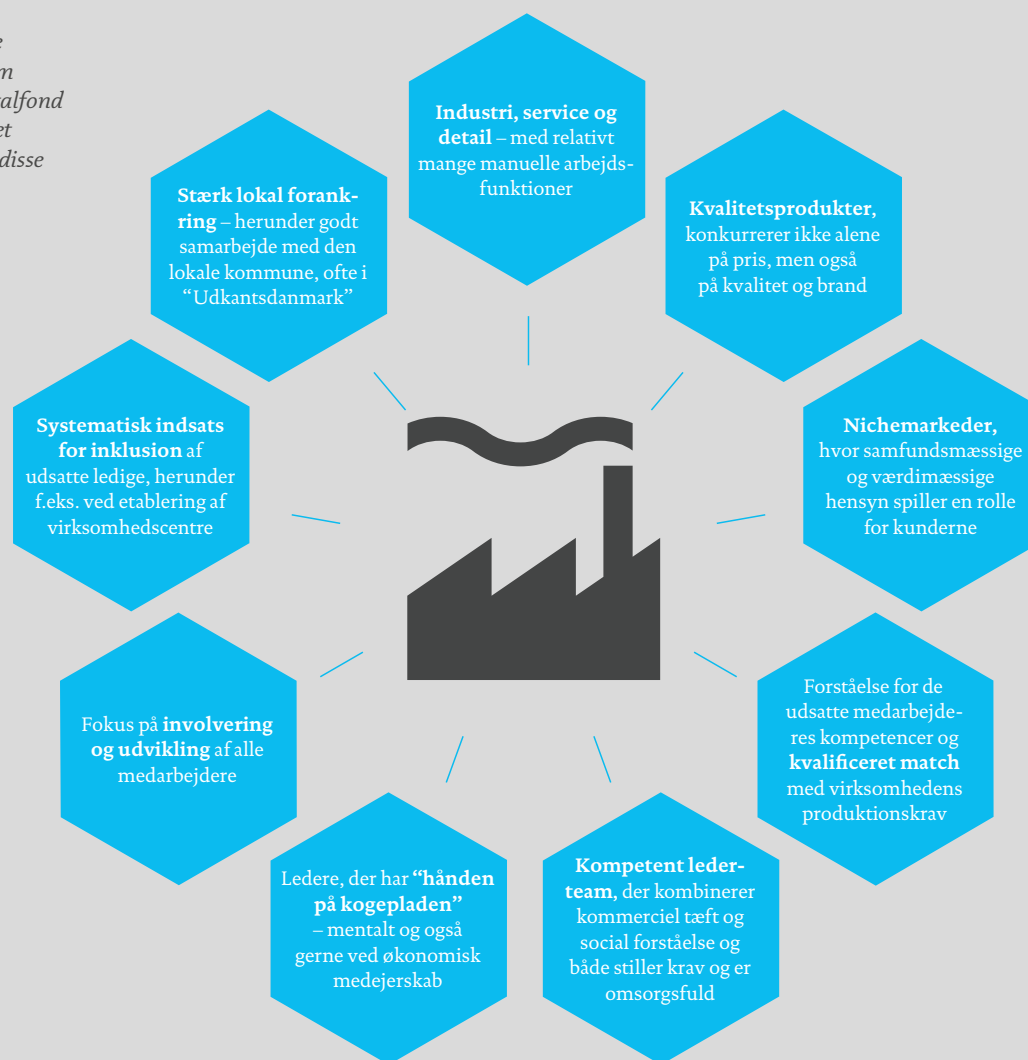 alfond
disse
Industri, service og
detail – med relativt
mange manuelle arbejds-
funktioner
Kvalitetsprodukter,
konkurrerer ikke alene
på pris, men også
på kvalitet og brand
Nichemarkeder,
hvor samfundsmæssige
og værdimæssige
hensyn spiller en rolle
for kunderne
Forståelse for de
udsatte medarbejde-
res kompetencer og
kvalificeret match
med virksomhedens
produktionskrav
Kompetent leder-
team, der kombinerer
kommerciel tæft og
social forståelse og
både stiller krav og er
omsorgsfuld
Ledere, der har “hånden
på kogepladen”
– mentalt og også
gerne ved økonomisk
medejerskab
Fokus på involvering
og udvikling af alle
medarbejdere
Systematisk indsats
for inklusion af
udsatte ledige, herunder
f.eks. ved etablering af
virksomhedscentre
Stærk lokal forank-
ring – herunder godt
samarbejde med den
lokale kommune, ofte i
“Udkantsdanmark”